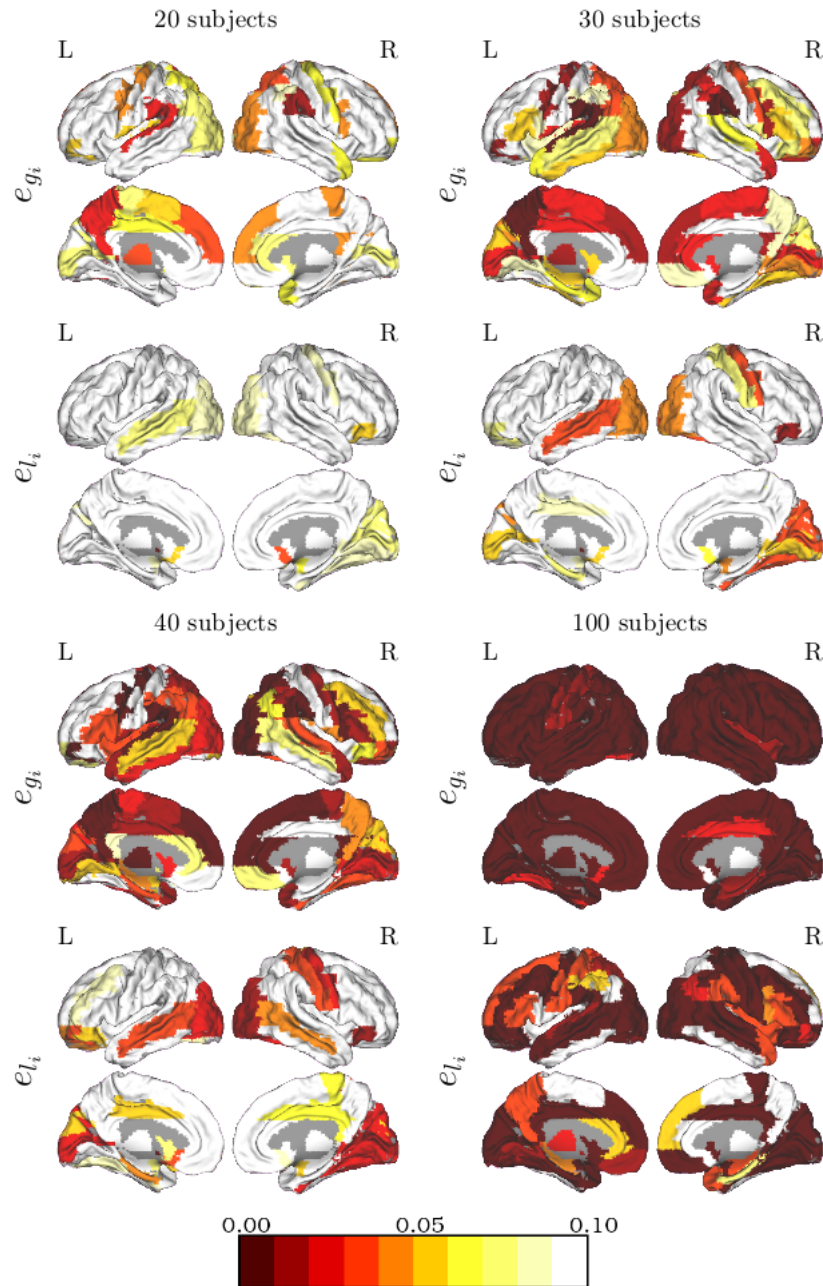 20 subjects 30 subjects
L R L R
e_{g_i} e_{g_i}
L R L R
e_{l_i} e_{l_i}
40 subjects 100 subjects
L R L R
e_{g_i} e_{g_i}
L R L R
e_{l_i} e_{l_i}
0.00 0.05 0.10